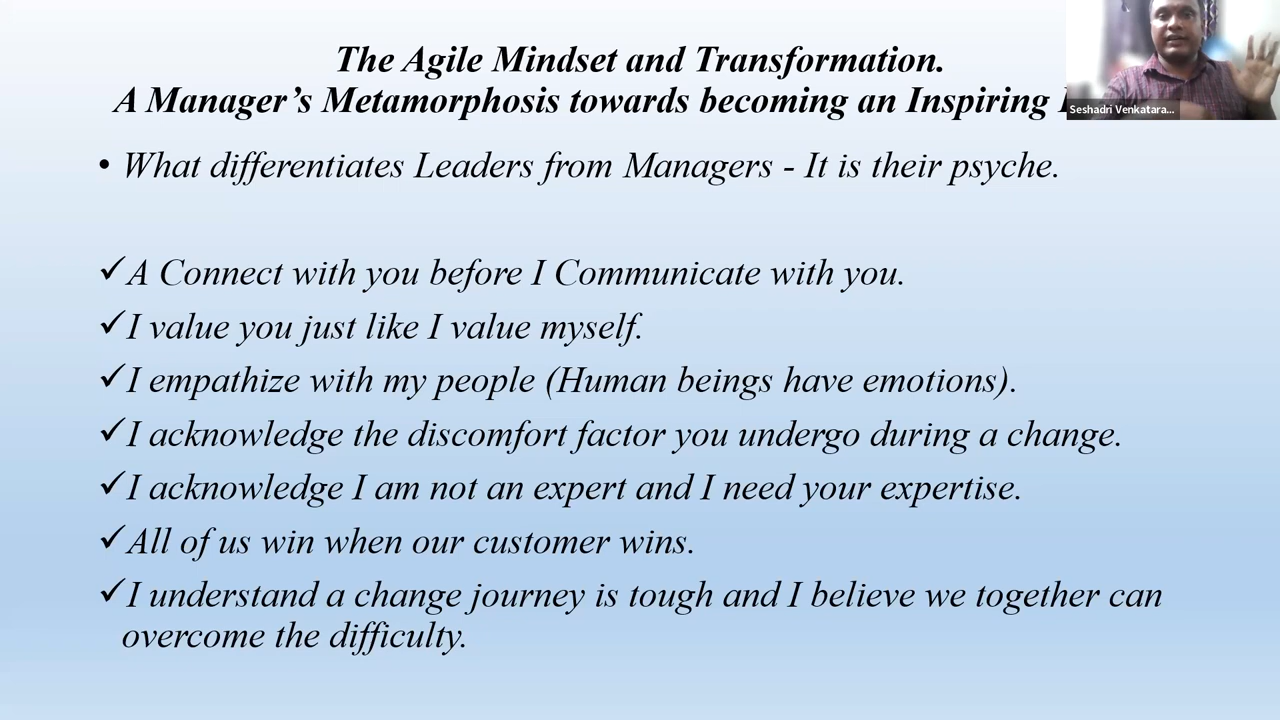 The Agile Mindset and Transformation.
A Manager's Metamorphosis towards becoming an Inspiring
Seshadri Venkatara...
• What differentiates Leaders from Managers - It is their psyche.
✓A Connect with you before I Communicate with you.
✓I value you just like I value myself.
✓I empathize with my people (Human beings have emotions).
✓I acknowledge the discomfort factor you undergo during a change.
✓I acknowledge I am not an expert and I need your expertise.
✓All of us win when our customer wins.
✓I understand a change journey is tough and I believe we together can
overcome the difficulty.